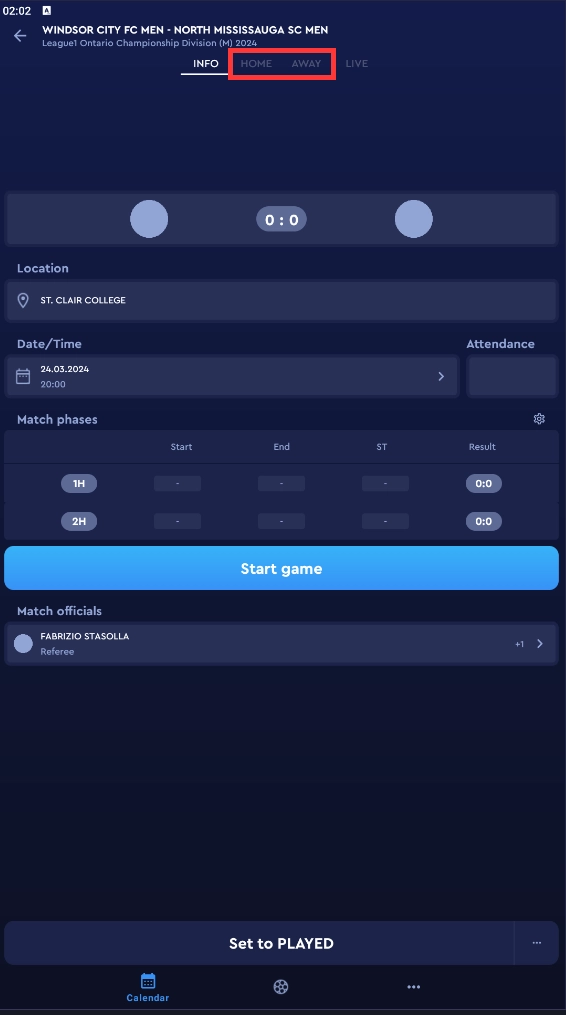 02:02 A
WINDSOR CITY FC MEN - NORTH MISSISSAUGA SC MEN
League1 Ontario Championship Division (M) 2024
INFO HOME AWAY LIVE
0 : 0
Location
ST. CLAIR COLLEGE
Date/Time Attendance
24.03.2024
20:00
Match phases
Start End ST Result
1H - - - 0:0
2H - - - 0:0
Start game
Match officials
FABRIZIO STASOLLA
Referee +1
Set to PLAYED ...
Calendar